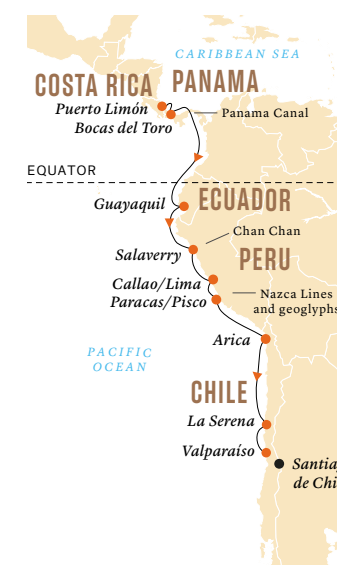 CARIBBEAN SEA
COSTA RICA
PANAMA
Puerto Limón
Bocas del Toro
Panama Canal
EQUATOR
Guayaquil
ECUADOR
Chan Chan
Salaverry
PERU
Callao/Lima
Paracas/Pisco
Nazca Lines
and geoglyphs
Arica
PACIFIC
OCEAN
CHILE
La Serena
Valparaíso
Santia
de Chi